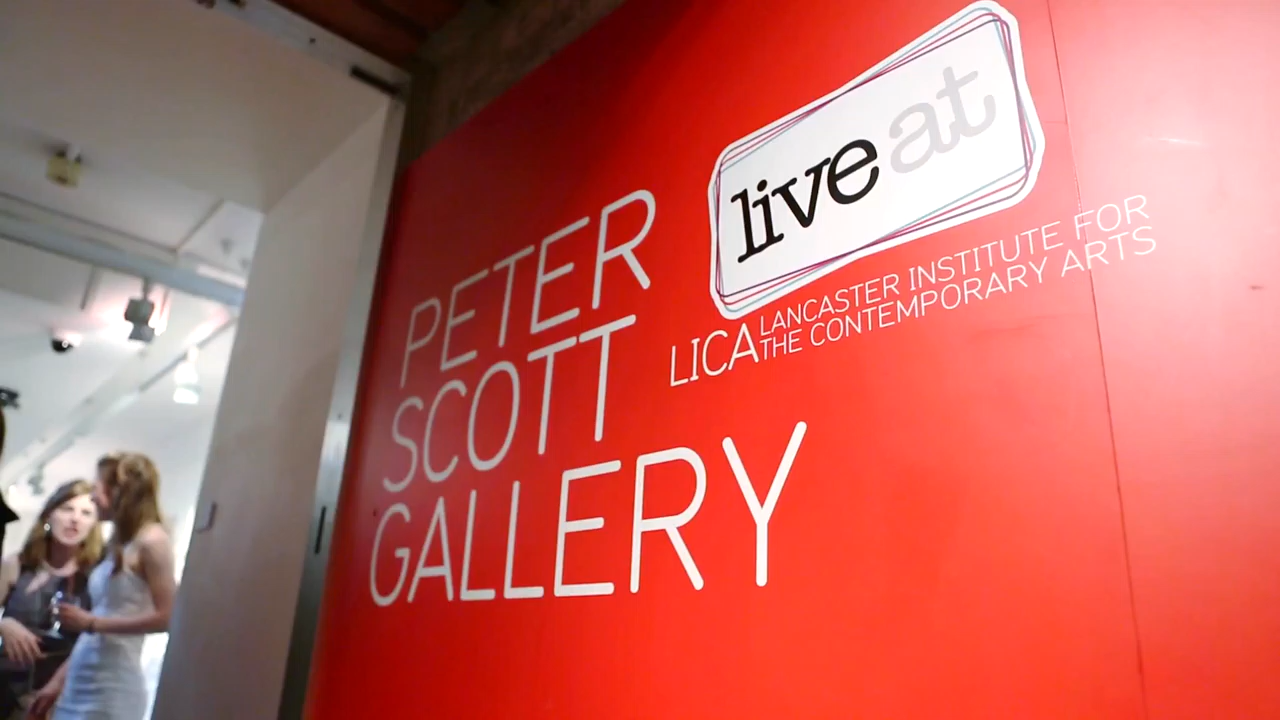 live at
PETER
SCOTT
GALLERY
LICA LANCASTER INSTITUTE FOR
THE CONTEMPORARY ARTS